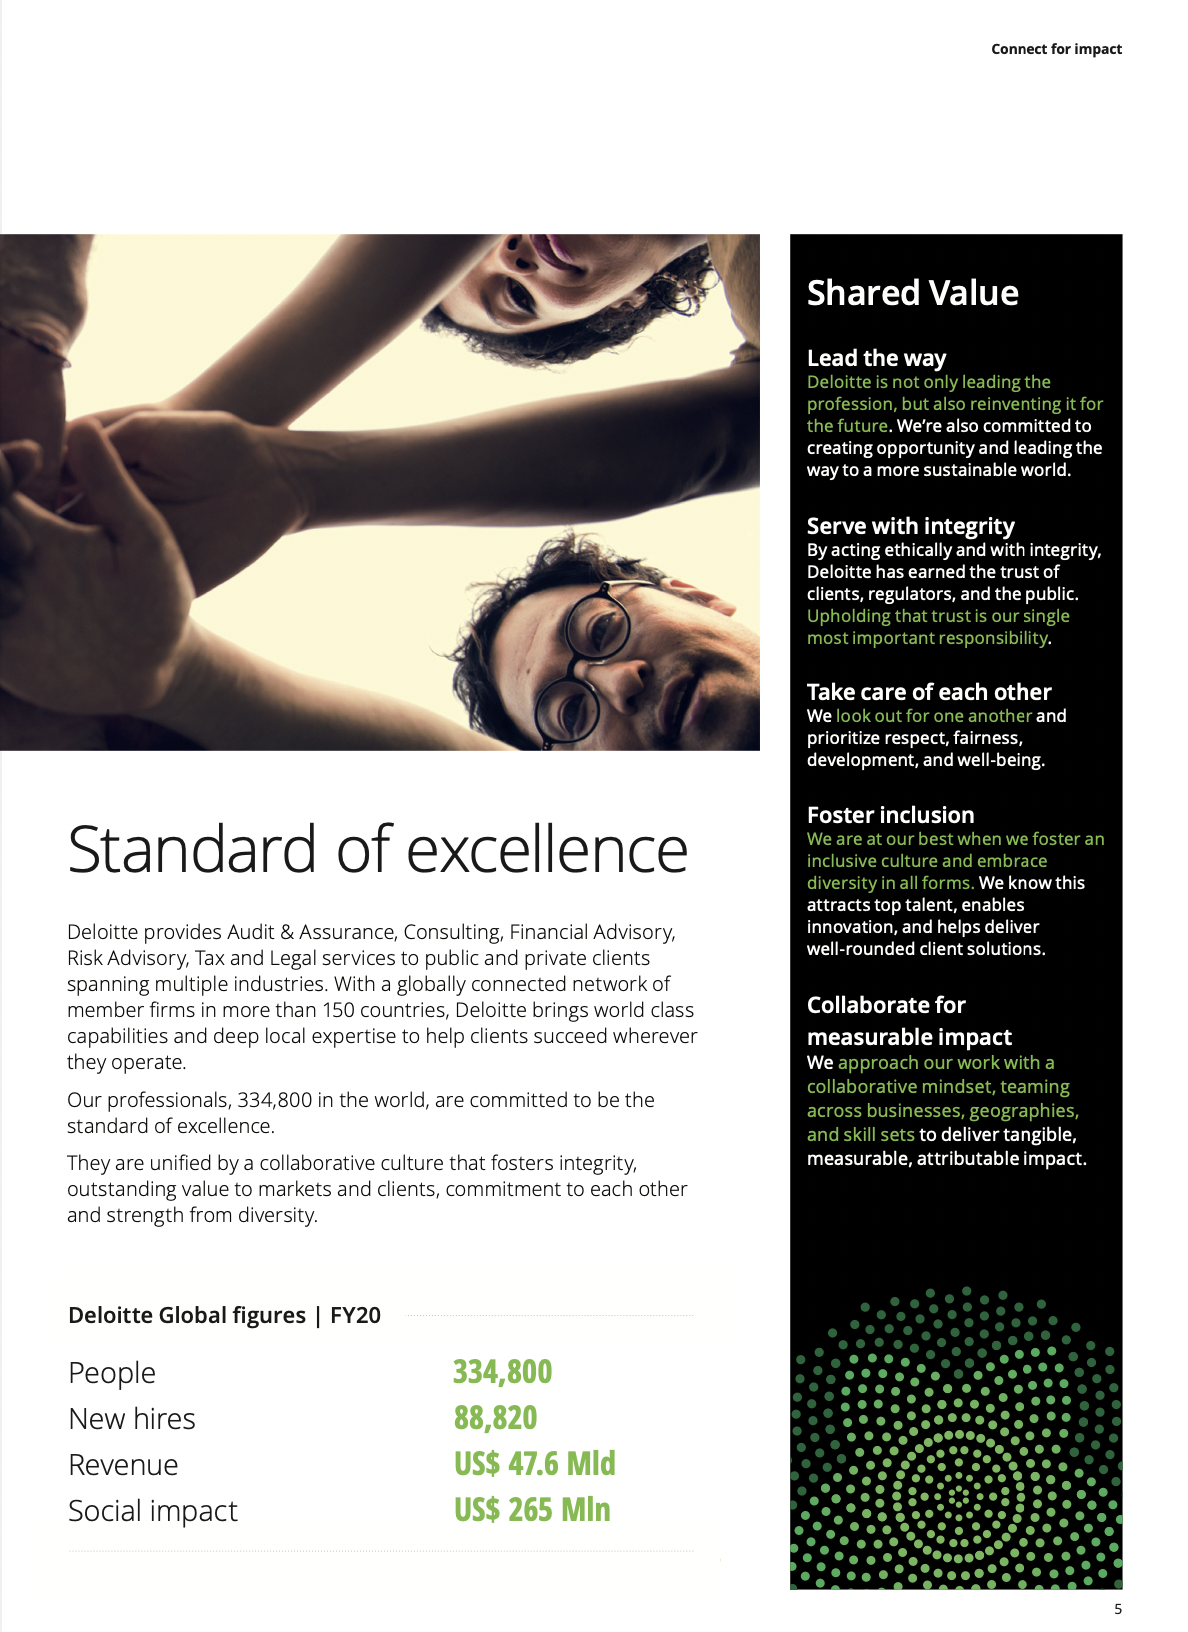 Connect for impact
Standard of excellence
Deloitte provides Audit & Assurance, Consulting, Financial Advisory,
Risk Advisory, Tax and Legal services to public and private clients
spanning multiple industries. With a globally connected network of
member firms in more than 150 countries, Deloitte brings world class
capabilities and deep local expertise to help clients succeed wherever
they operate.
Our professionals, 334,800 in the world, are committed to be the
standard of excellence.
They are unified by a collaborative culture that fosters integrity,
outstanding value to markets and clients, commitment to each other
and strength from diversity.
Deloitte Global figures | FY20
People 334,800
New hires 88,820
Revenue US$ 47.6 Mld
Social impact US$ 265 Mln
Shared Value
Lead the way
Deloitte is not only leading the
profession, but also reinventing it for
the future. We’re also committed to
creating opportunity and leading the
way to a more sustainable world.
Serve with integrity
By acting ethically and with integrity,
Deloitte has earned the trust of
clients, regulators, and the public.
Upholding that trust is our single
most important responsibility.
Take care of each other
We look out for one another and
prioritize respect, fairness,
development, and well-being.
Foster inclusion
We are at our best when we foster an
inclusive culture and embrace
diversity in all forms. We know this
attracts top talent, enables
innovation, and helps deliver
well-rounded client solutions.
Collaborate for
measurable impact
We approach our work with a
collaborative mindset, teaming
across businesses, geographies,
and skill sets to deliver tangible,
measurable, attributable impact.
5